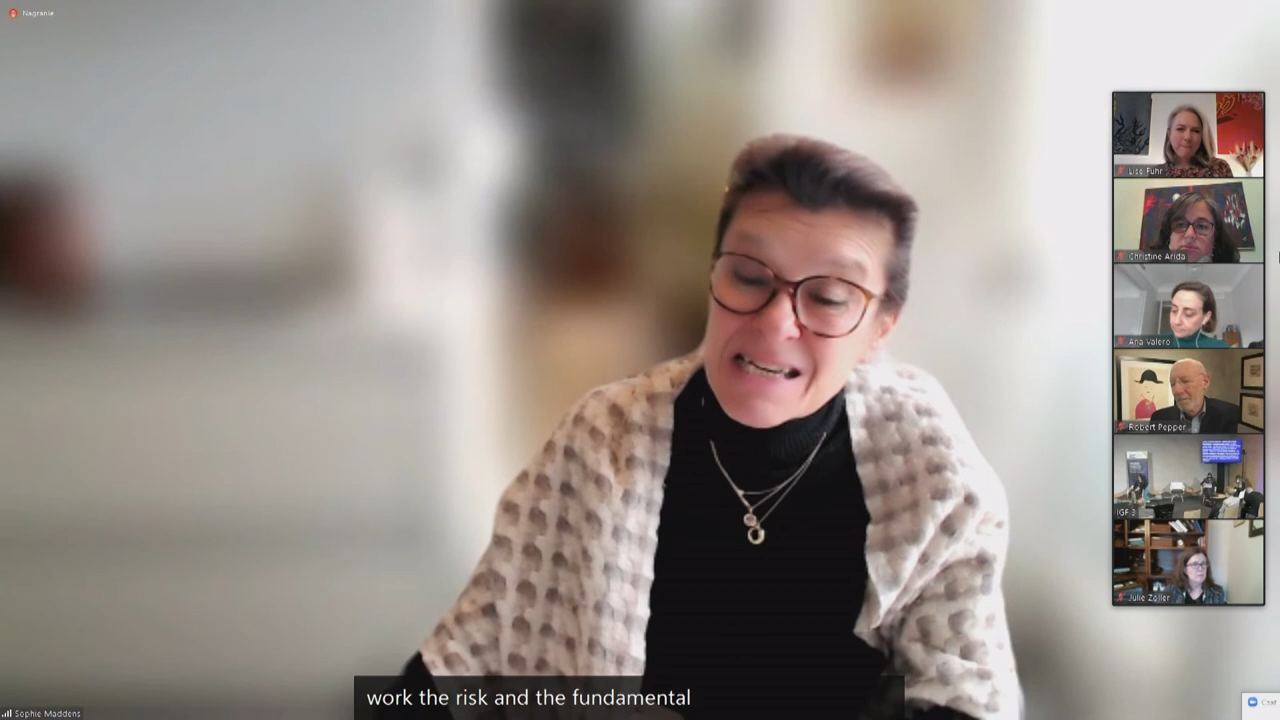 Nagranie
Lise Fuhr
Christine Arida
Ana Valero
Robert Pepper
IGF 3
Julie Zoller
work the risk and the fundamental
Sophie Maddens
Chat